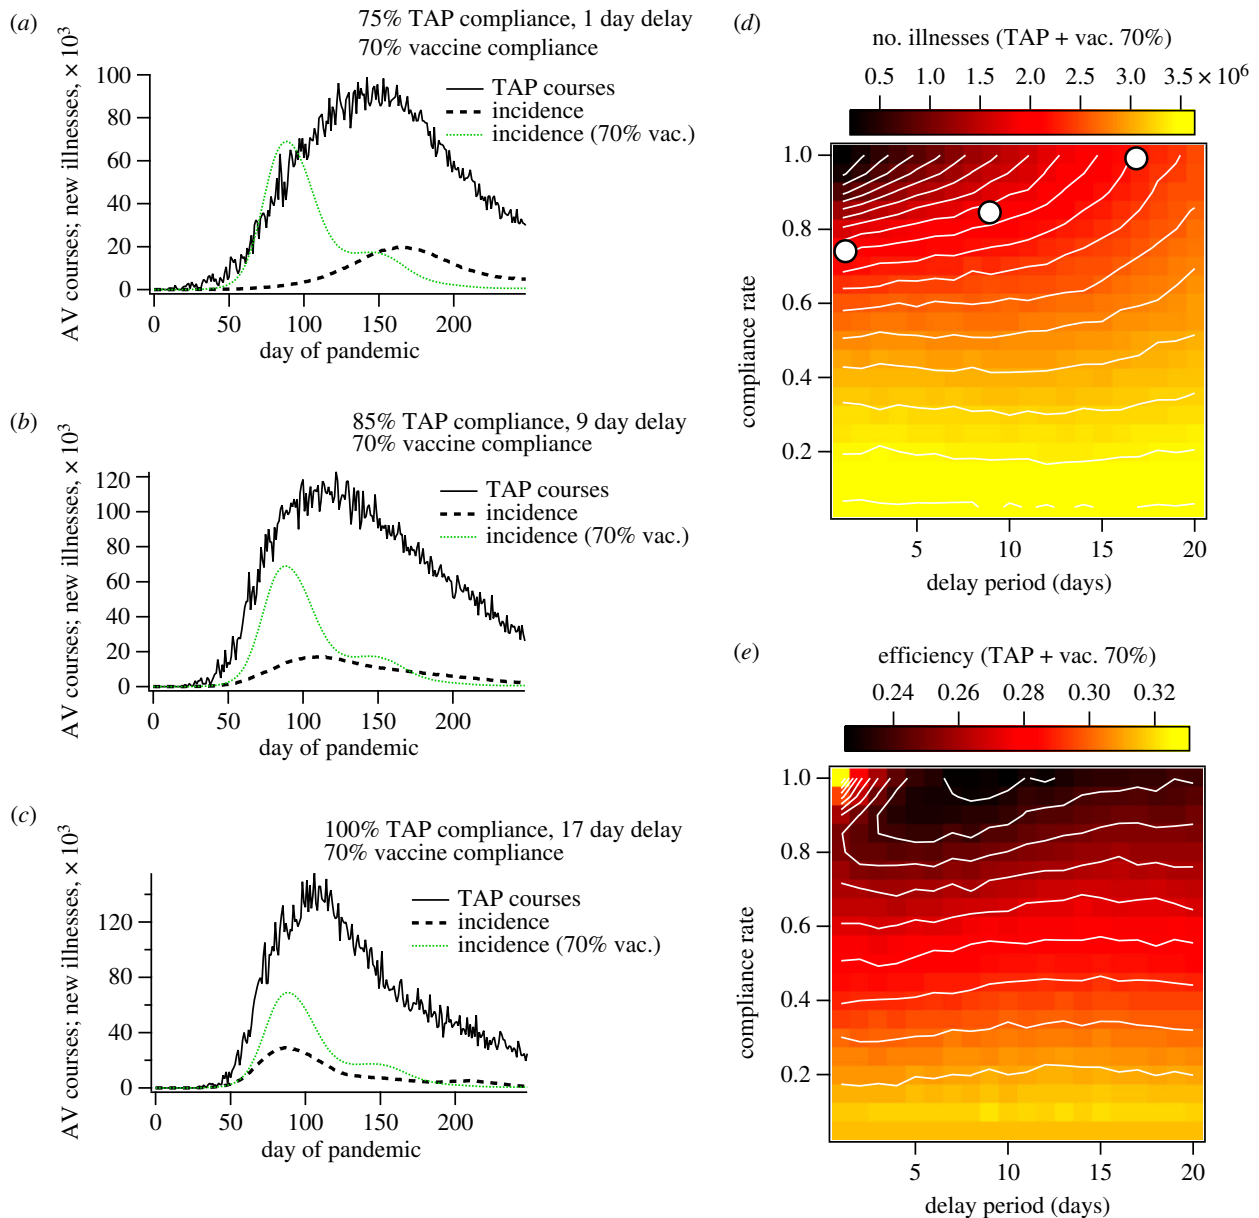 (a)
75% TAP compliance, 1 day delay
70% vaccine compliance
AV courses; new illnesses, × 10³
100
80
60
40
20
0
TAP courses
incidence
incidence (70% vac.)
0 50 100 150 200
day of pandemic
(b)
85% TAP compliance, 9 day delay
70% vaccine compliance
AV courses; new illnesses, × 10³
120
100
80
60
40
20
0
TAP courses
incidence
incidence (70% vac.)
0 50 100 150 200
day of pandemic
(c)
100% TAP compliance, 17 day delay
70% vaccine compliance
AV courses; new illnesses, × 10³
120
80
40
0
TAP courses
incidence
incidence (70% vac.)
0 50 100 150 200
day of pandemic
(d)
no. illnesses (TAP + vac. 70%)
0.5 1.0 1.5 2.0 2.5 3.0 3.5 × 10⁶
compliance rate
1.0
0.8
0.6
0.4
0.2
5 10 15 20
delay period (days)
(e)
efficiency (TAP + vac. 70%)
0.24 0.26 0.28 0.30 0.32
compliance rate
1.0
0.8
0.6
0.4
0.2
5 10 15 20
delay period (days)